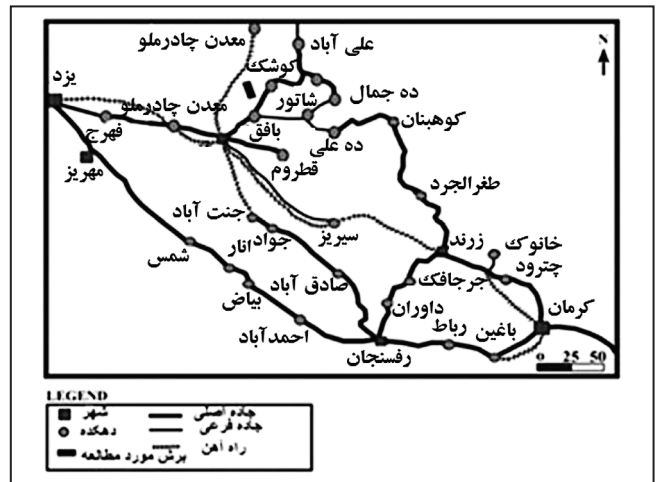 معدن چادرملو
علی آباد
N
کوشک
یزد
معدن چادرملو
شاتور
ده جمال
فهرج
بافق
ده علی
کوهبنان
مهریز
قطروم
طغرالجرد
جنت آباد
جواد
سیریز
زرند
خانوک
شمس
انار
صادق آباد
جرجافک
چترود
بیاض
داوران
کرمان
احمدآباد
رفسنجان
رباط
باغین
0 25 50
LEGEND
شهر
جاده اصلی
دهکده
جاده فرعی
برش مورد مطالعه
راه آهن